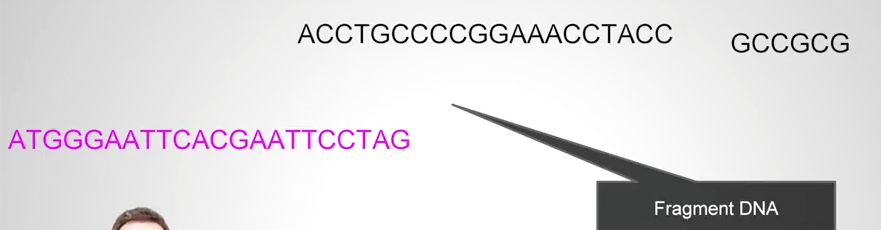 ACCTGCCCCGGAAACCTACC
GCCGCG
ATGGGAATTCACGAATTCCTAG
Fragment DNA